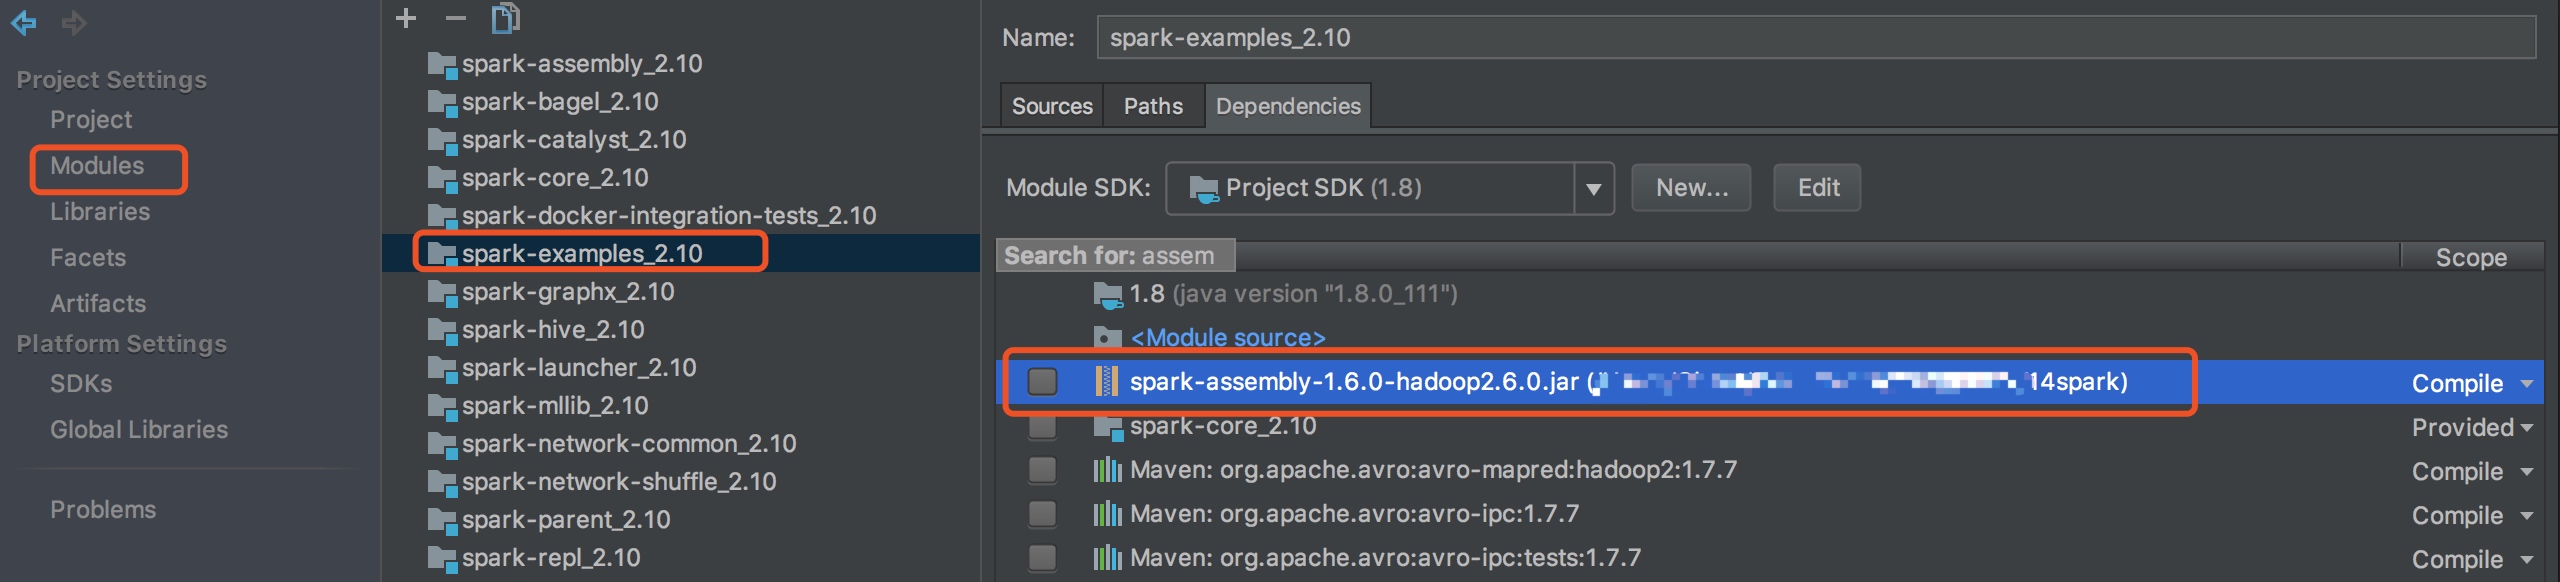 Project Settings
Project
Modules
Libraries
Facets
Artifacts
Platform Settings
SDKs
Global Libraries
Problems
spark-assembly_2.10
spark-bagel_2.10
spark-catalyst_2.10
spark-core_2.10
spark-docker-integration-tests_2.10
spark-examples_2.10
spark-graphx_2.10
spark-hive_2.10
spark-launcher_2.10
spark-mllib_2.10
spark-network-common_2.10
spark-network-shuffle_2.10
spark-parent_2.10
spark-repl_2.10
Name: spark-examples_2.10
Sources Paths Dependencies
Module SDK: Project SDK (1.8) New... Edit
Search for: assem Scope
1.8 (java version "1.8.0_111")
<Module source>
spark-assembly-1.6.0-hadoop2.6.0.jar ( 14spark) Compile
spark-core_2.10 Provided
Maven: org.apache.avro:avro-mapred:hadoop2:1.7.7 Compile
Maven: org.apache.avro:avro-ipc:1.7.7 Compile
Maven: org.apache.avro:avro-ipc:tests:1.7.7 Compile